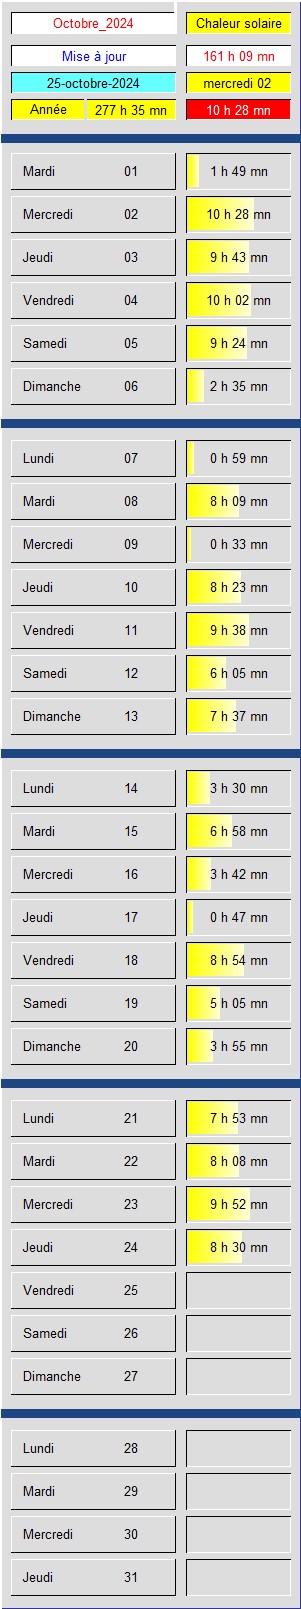 Octobre_2024 Chaleur solaire
Mise à jour 161 h 09 mn
25-octobre-2024 mercredi 02
Année 277 h 35 mn 10 h 28 mn
Mardi 01 1 h 49 mn
Mercredi 02 10 h 28 mn
Jeudi 03 9 h 43 mn
Vendredi 04 10 h 02 mn
Samedi 05 9 h 24 mn
Dimanche 06 2 h 35 mn
Lundi 07 0 h 59 mn
Mardi 08 8 h 09 mn
Mercredi 09 0 h 33 mn
Jeudi 10 8 h 23 mn
Vendredi 11 9 h 38 mn
Samedi 12 6 h 05 mn
Dimanche 13 7 h 37 mn
Lundi 14 3 h 30 mn
Mardi 15 6 h 58 mn
Mercredi 16 3 h 42 mn
Jeudi 17 0 h 47 mn
Vendredi 18 8 h 54 mn
Samedi 19 5 h 05 mn
Dimanche 20 3 h 55 mn
Lundi 21 7 h 53 mn
Mardi 22 8 h 08 mn
Mercredi 23 9 h 52 mn
Jeudi 24 8 h 30 mn
Vendredi 25
Samedi 26
Dimanche 27
Lundi 28
Mardi 29
Mercredi 30
Jeudi 31